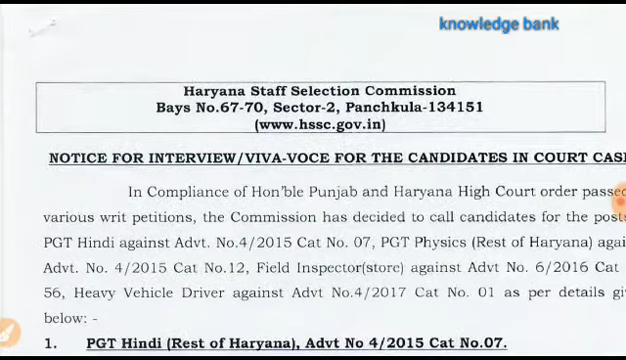 knowledge bank
Haryana Staff Selection Commission
Bays No.67-70, Sector-2, Panchkula-134151
(www.hssc.gov.in)
NOTICE FOR INTERVIEW/VIVA-VOCE FOR THE CANDIDATES IN COURT CAS
In Compliance of Hon'ble Punjab and Haryana High Court order passed
various writ petitions, the Commission has decided to call candidates for the post
PGT Hindi against Advt. No.4/2015 Cat No. 07, PGT Physics (Rest of Haryana) agai
Advt. No. 4/2015 Cat No.12, Field Inspector(store) against Advt No. 6/2016 Cat
56, Heavy Vehicle Driver against Advt No.4/2017 Cat No. 01 as per details gi
below: -
1. PGT Hindi (Rest of Haryana), Advt No 4/2015 Cat No.07.